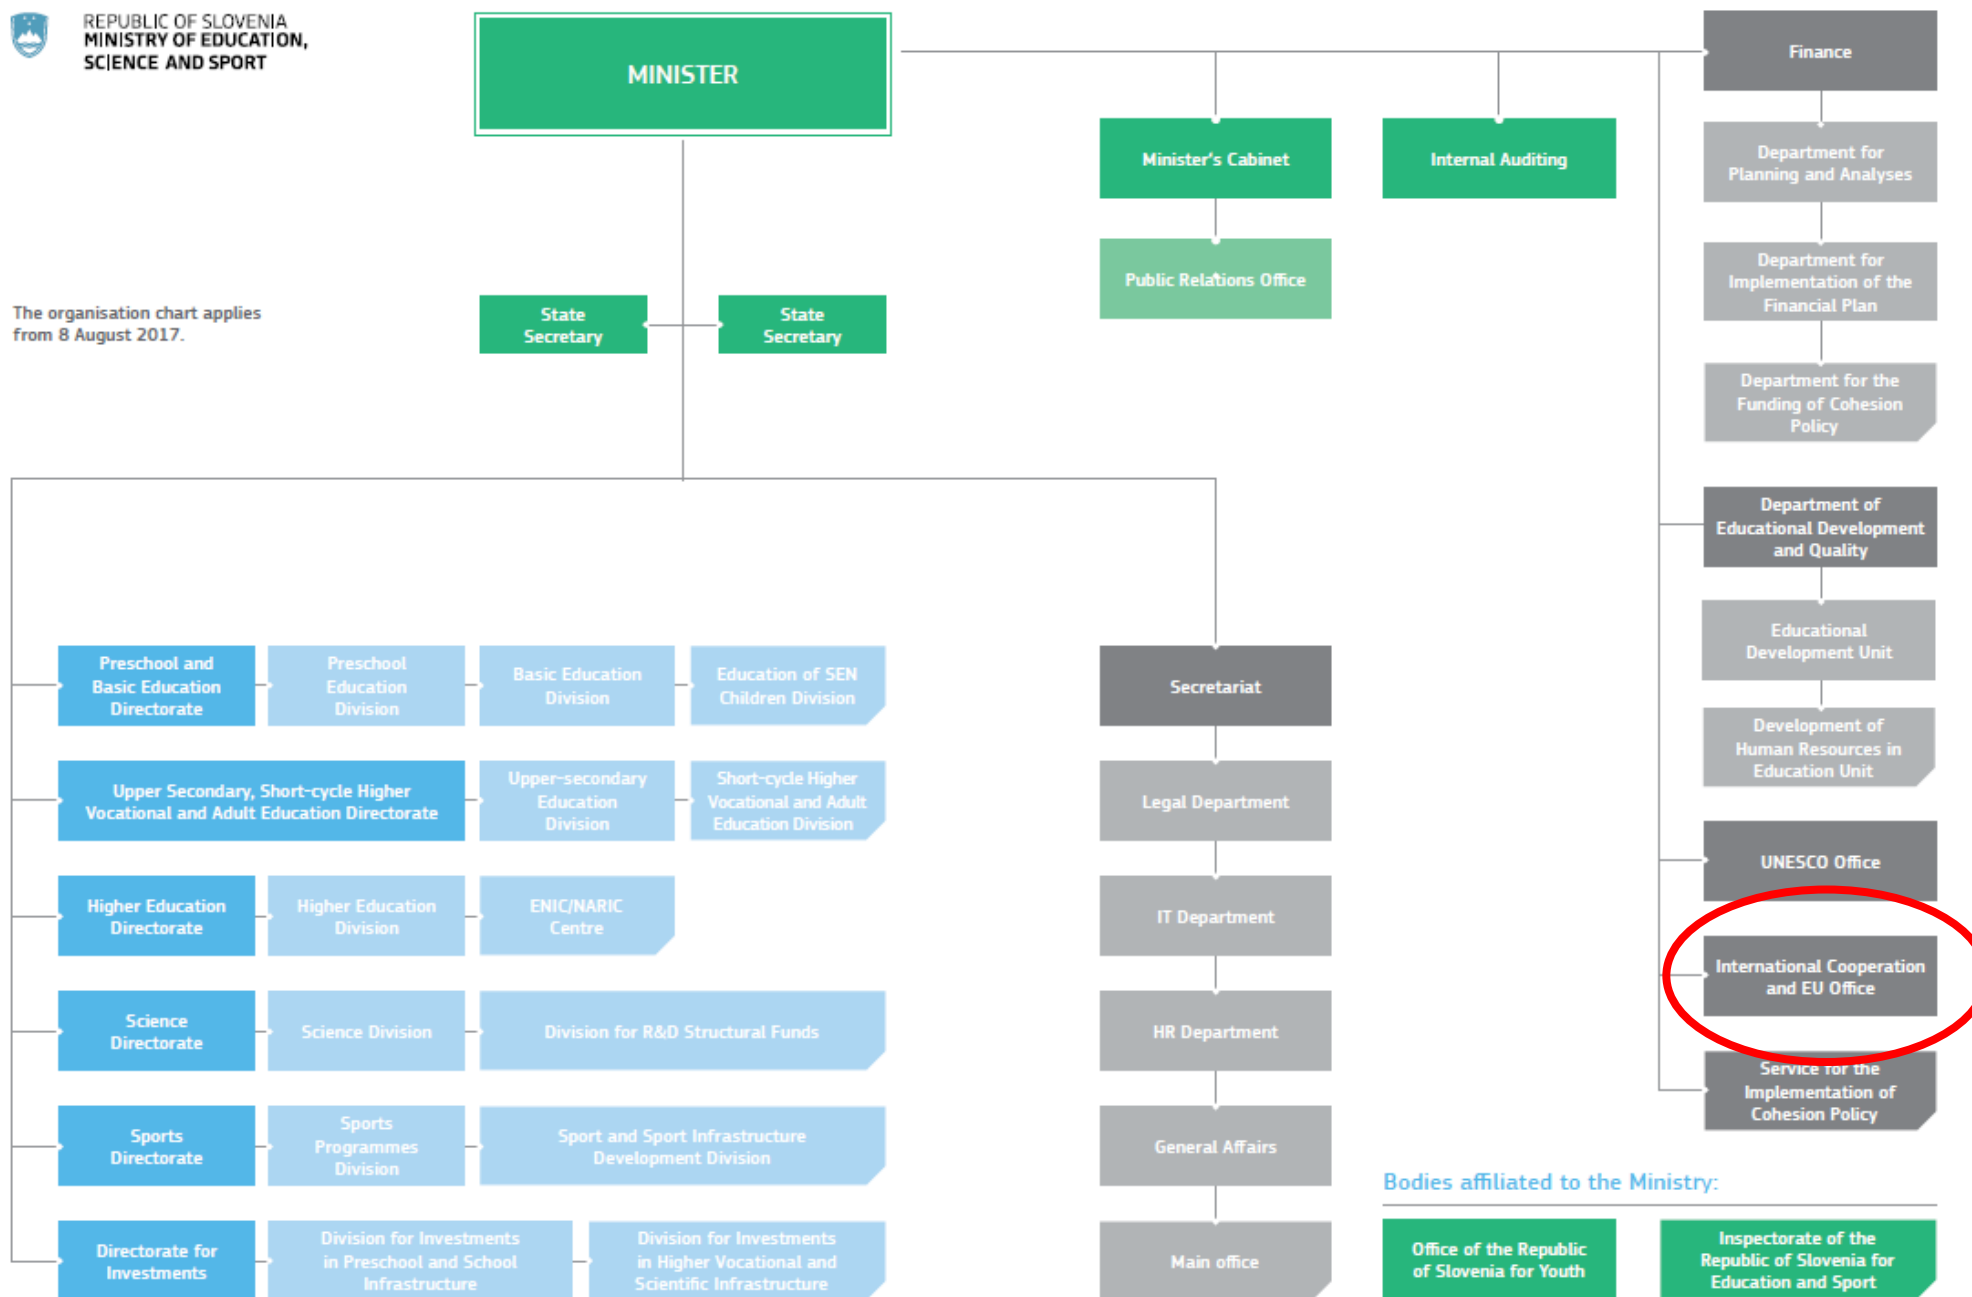 REPUBLIC OF SLOVENIA
MINISTRY OF EDUCATION,
SCIENCE AND SPORT
MINISTER
Finance
Minister's Cabinet
Internal Auditing
Department for
Planning and Analyses
Public Relations Office
Department for
Implementation of the
Financial Plan
The organisation chart applies
from 8 August 2017.
State
Secretary
State
Secretary
Department for the
Funding of Cohesion
Policy
Department of
Educational Development
and Quality
Educational
Development Unit
Development of
Human Resources in
Education Unit
UNESCO Office
International Cooperation
and EU Office
Service for the
Implementation of
Cohesion Policy
Preschool and
Basic Education
Directorate
Preschool
Education
Division
Basic Education
Division
Education of SEN
Children Division
Upper Secondary, Short-cycle Higher
Vocational and Adult Education Directorate
Upper-secondary
Education
Division
Short-cycle Higher
Vocational and Adult
Education Division
Higher Education
Directorate
Higher Education
Division
ENIC/NARIC
Centre
Science
Directorate
Science Division
Division for R&D Structural Funds
Sports
Directorate
Sports
Programmes
Division
Sport and Sport Infrastructure
Development Division
Directorate for
Investments
Division for Investments
in Preschool and School
Infrastructure
Division for Investments
in Higher Vocational and
Scientific Infrastructure
Secretariat
Legal Department
IT Department
HR Department
General Affairs
Main office
Bodies affiliated to the Ministry:
Office of the Republic
of Slovenia for Youth
Inspectorate of the
Republic of Slovenia for
Education and Sport